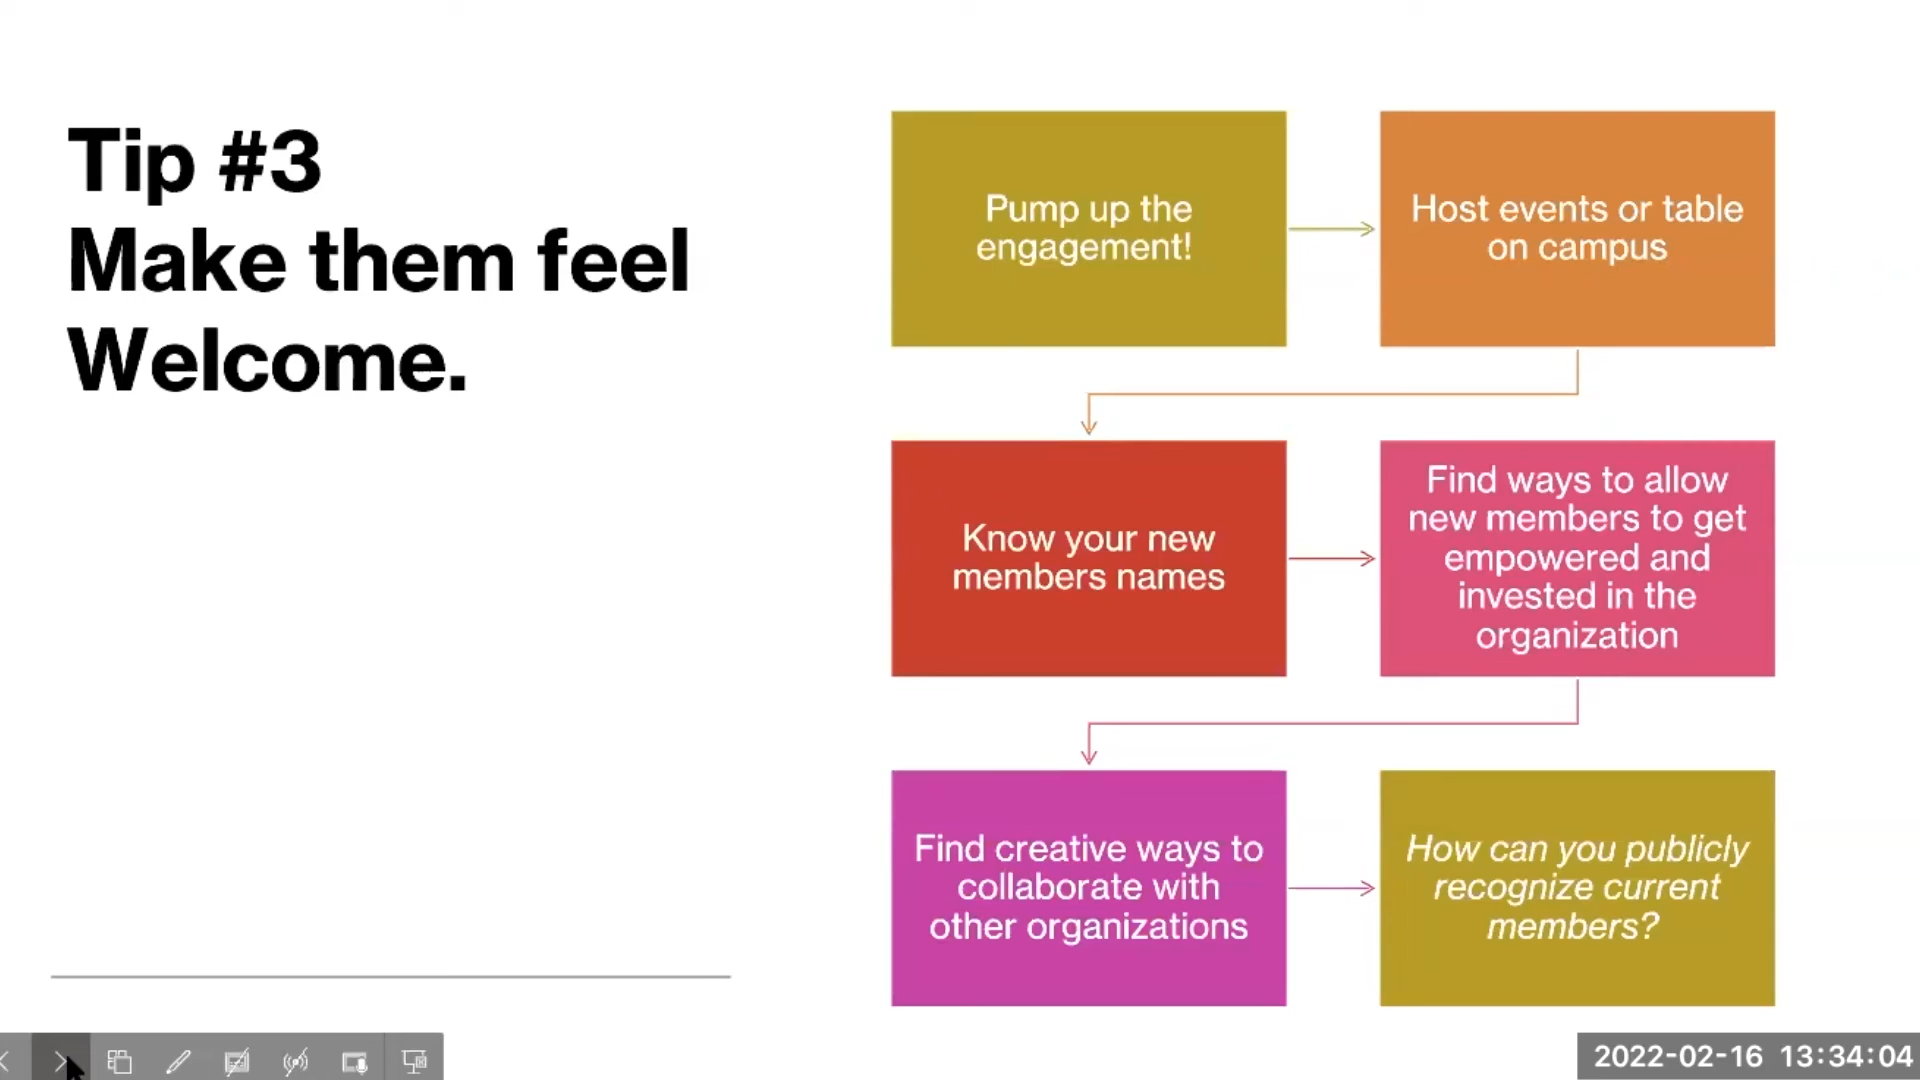 Tip #3
Make them feel
Welcome.
Pump up the
engagement!
Host events or table
on campus
Know your new
members names
Find ways to allow
new members to get
empowered and
invested in the
organization
Find creative ways to
collaborate with
other organizations
How can you publicly
recognize current
members?
2022-02-16 13:34:04